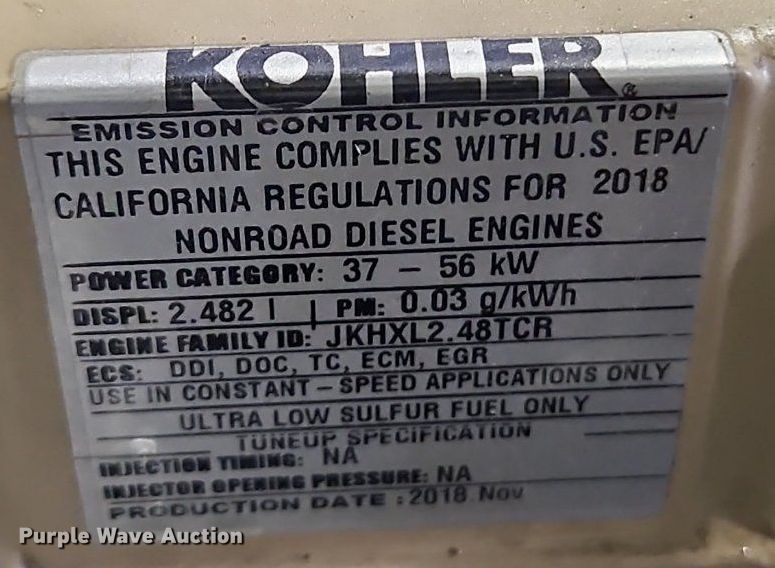 KOHLER®
EMISSION CONTROL INFORMATION
THIS ENGINE COMPLIES WITH U.S. EPA/
CALIFORNIA REGULATIONS FOR 2018
NONROAD DIESEL ENGINES
POWER CATEGORY: 37 – 56 kW
DISPL: 2.482 l | PM: 0.03 g/kWh
ENGINE FAMILY ID: JKHXL2.48TCR
ECS: DDI, DOC, TC, ECM, EGR
USE IN CONSTANT – SPEED APPLICATIONS ONLY
ULTRA LOW SULFUR FUEL ONLY
TUNEUP SPECIFICATION
INJECTION TIMING: NA
INJECTOR OPENING PRESSURE: NA
PRODUCTION DATE : 2018 Nov
Purple Wave Auction